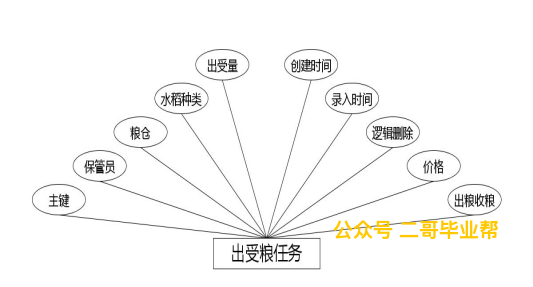 出受量
创建时间
水稻种类
录入时间
粮仓
逻辑删除
保管员
价格
主键
出粮收粮
公众号 二哥毕业帮
出受粮任务